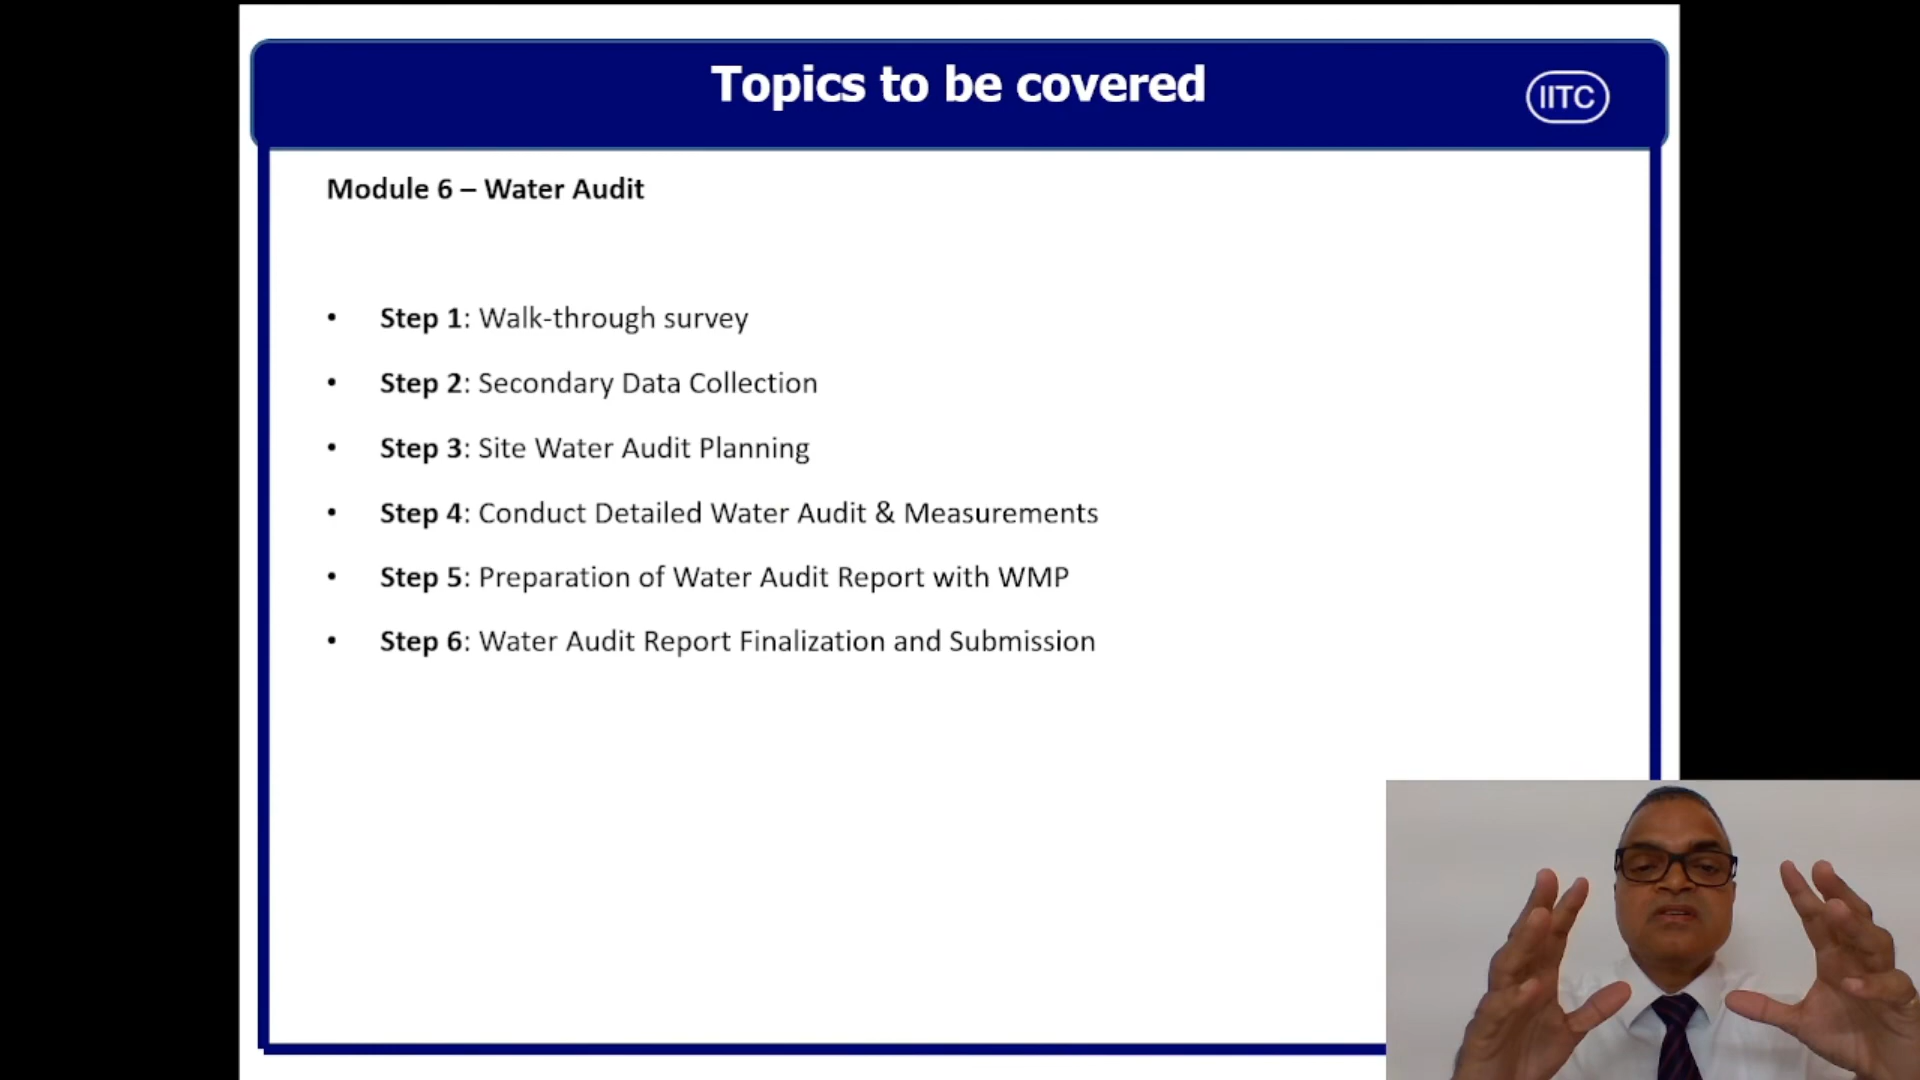 Topics to be covered
IITC
Module 6 – Water Audit
• Step 1: Walk-through survey
• Step 2: Secondary Data Collection
• Step 3: Site Water Audit Planning
• Step 4: Conduct Detailed Water Audit & Measurements
• Step 5: Preparation of Water Audit Report with WMP
• Step 6: Water Audit Report Finalization and Submission